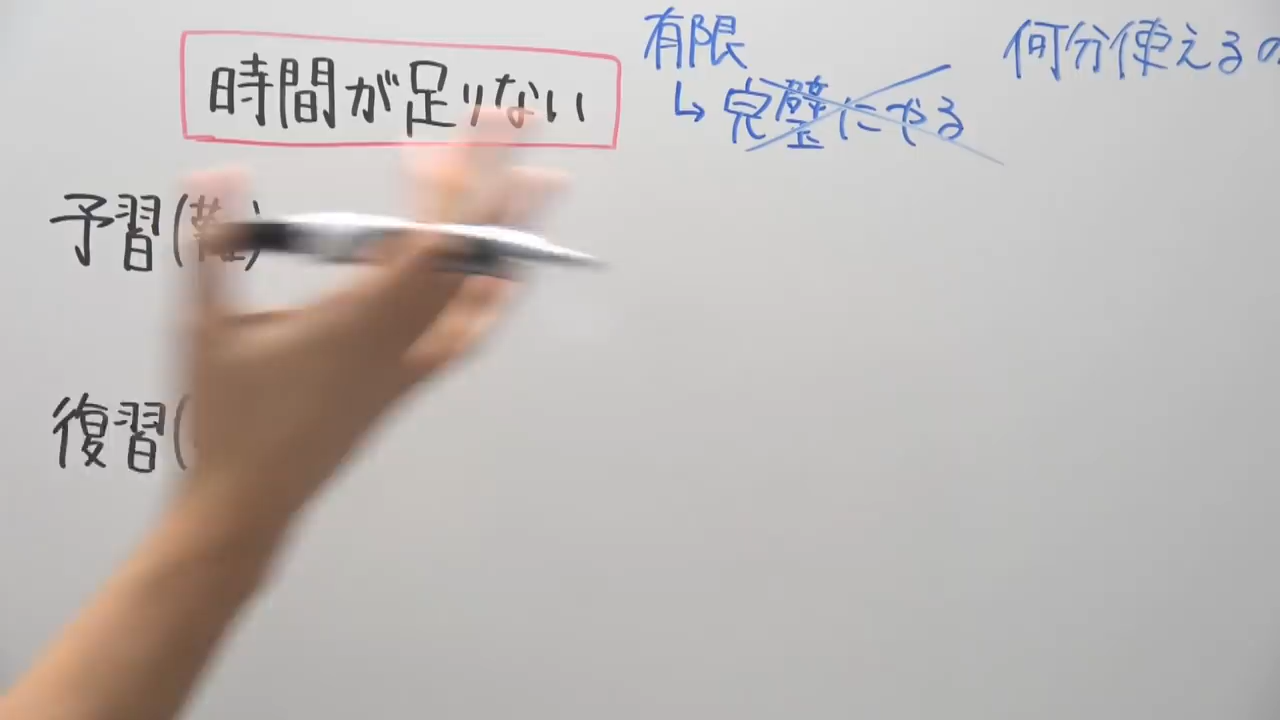 時間が足りない
有限
↳完璧にやる
何分使えるの
予習(難)
復習(